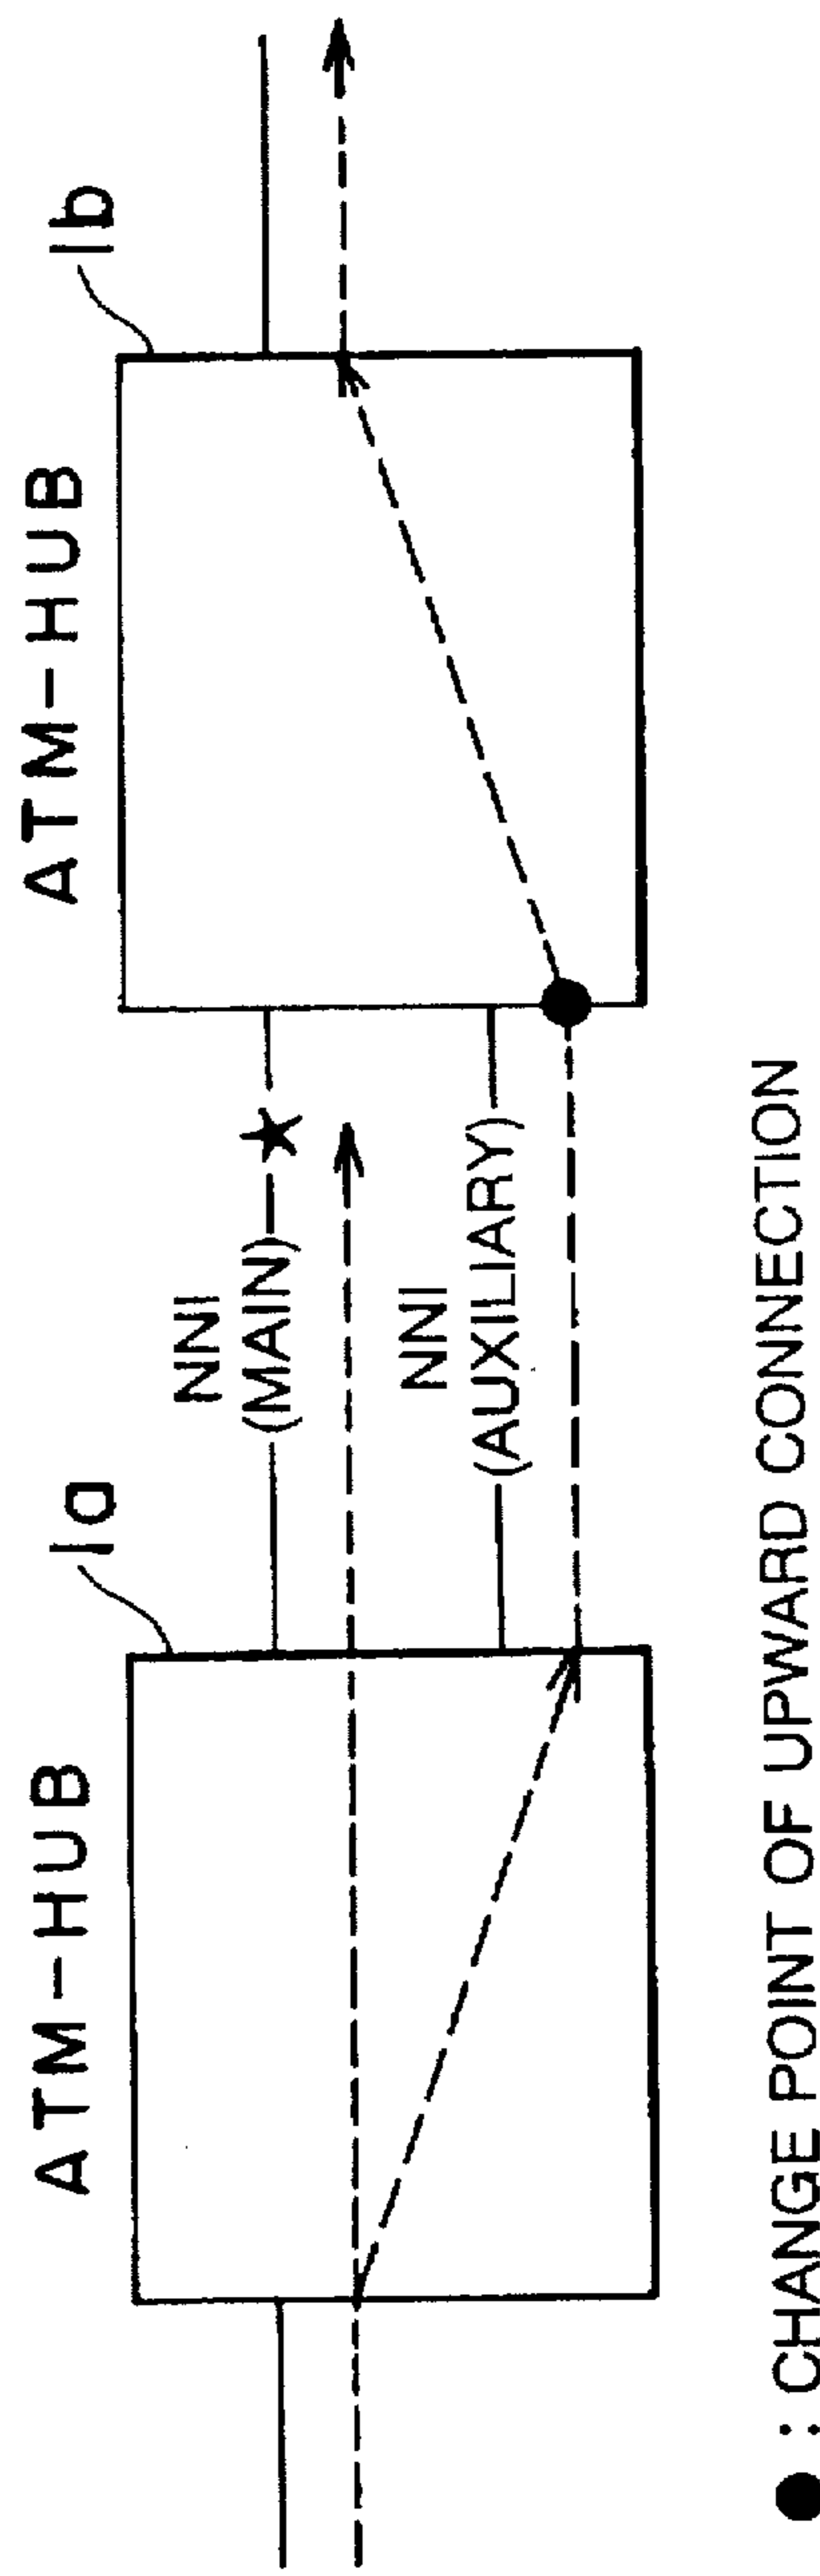 ATM-HUB
1a
NNI
(MAIN)
NNI
(AUXILIARY)
ATM-HUB
1b
● : CHANGE POINT OF UPWARD CONNECTION